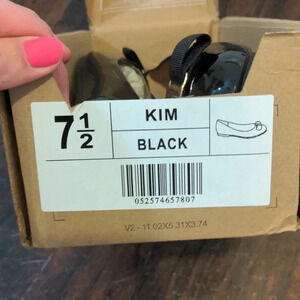 7 1/2
KIM
BLACK
052574657807
V2 - 11.02X5.31X3.74